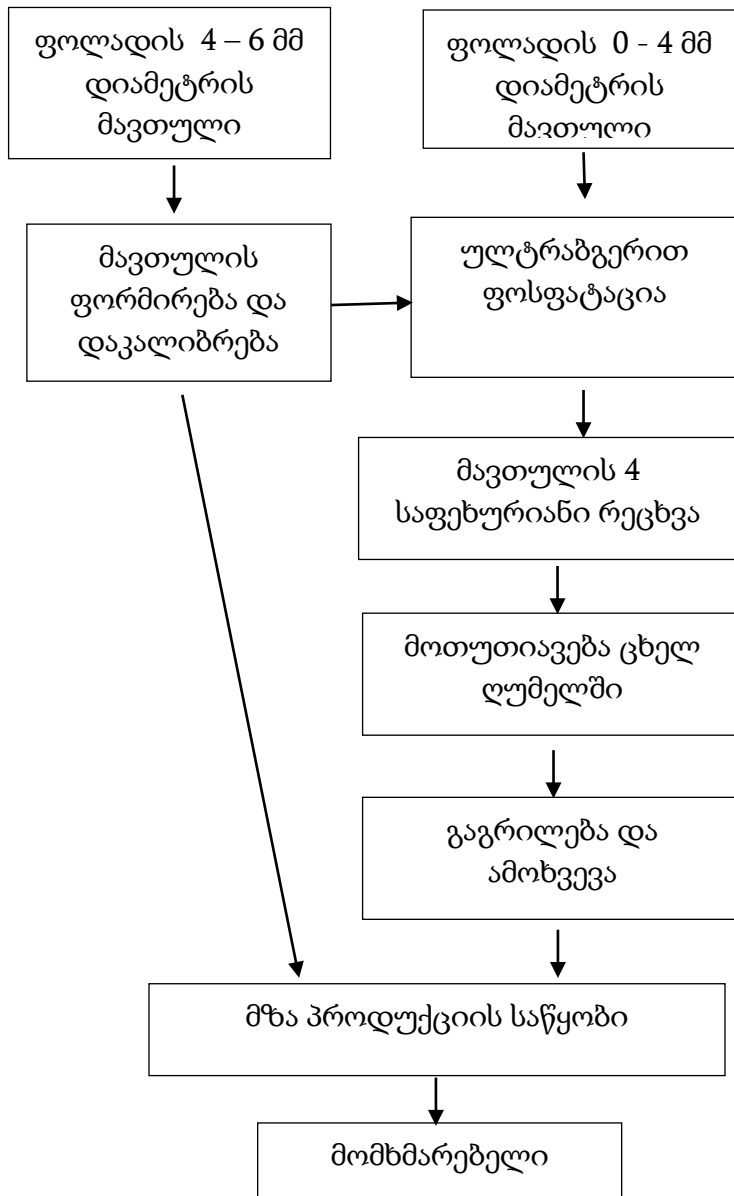 ფოლადის 4 – 6 მმ
დიამეტრის
მავთული
ფოლადის 0 - 4 მმ
დიამეტრის
მავთული
მავთულის
ფორმირება და
დაკალიბრება
ულტრაბგერით
ფოსფატაცია
მავთულის 4
საფეხურიანი რეცხვა
მოთუთიავება ცხელ
ღუმელში
გაგრილება და
ამოხვევა
მზა პროდუქციის საწყობი
მომხმარებელი